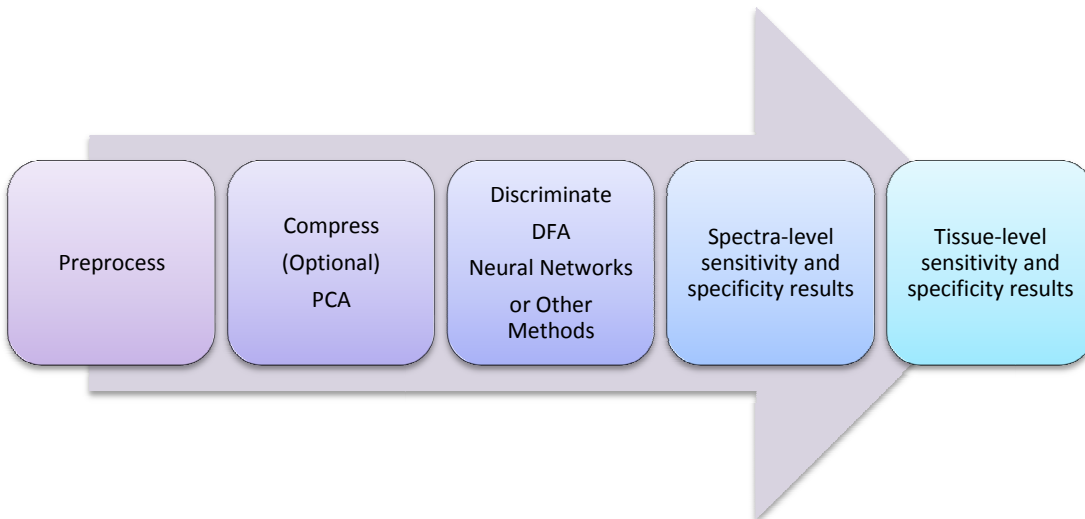 Preprocess
Compress
(Optional)
PCA
Discriminate
DFA
Neural Networks
or Other
Methods
Spectra-level
sensitivity and
specificity results
Tissue-level
sensitivity and
specificity results